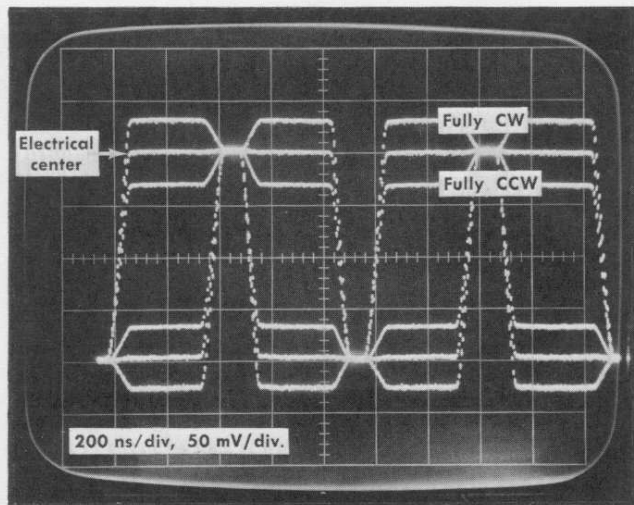 Fully CW
Electrical
center
Fully CCW
200 ns/div, 50 mV/div.